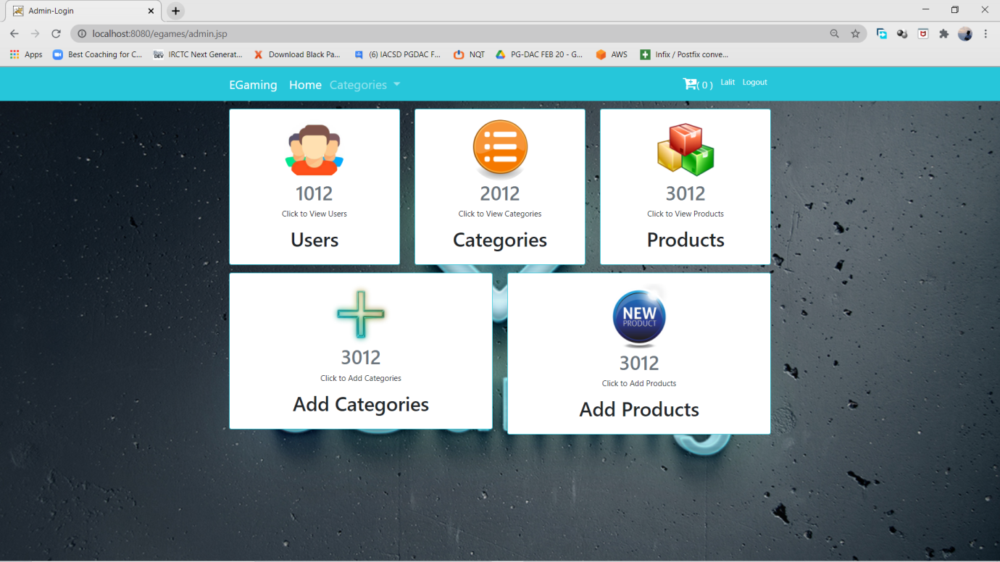 Admin-Login
localhost:8080/egames/admin.jsp
Apps Best Coaching for C... IRCTC Next Generat... Download Black Pa... (6) IACSD PGDAC F... NQT PG-DAC FEB 20 - G... AWS Infix / Postfix conve...
EGaming Home Categories ( 0 ) Lalit Logout
1012
Click to View Users
Users
2012
Click to View Categories
Categories
3012
Click to View Products
Products
3012
Click to Add Categories
Add Categories
NEW
PRODUCT
3012
Click to Add Products
Add Products